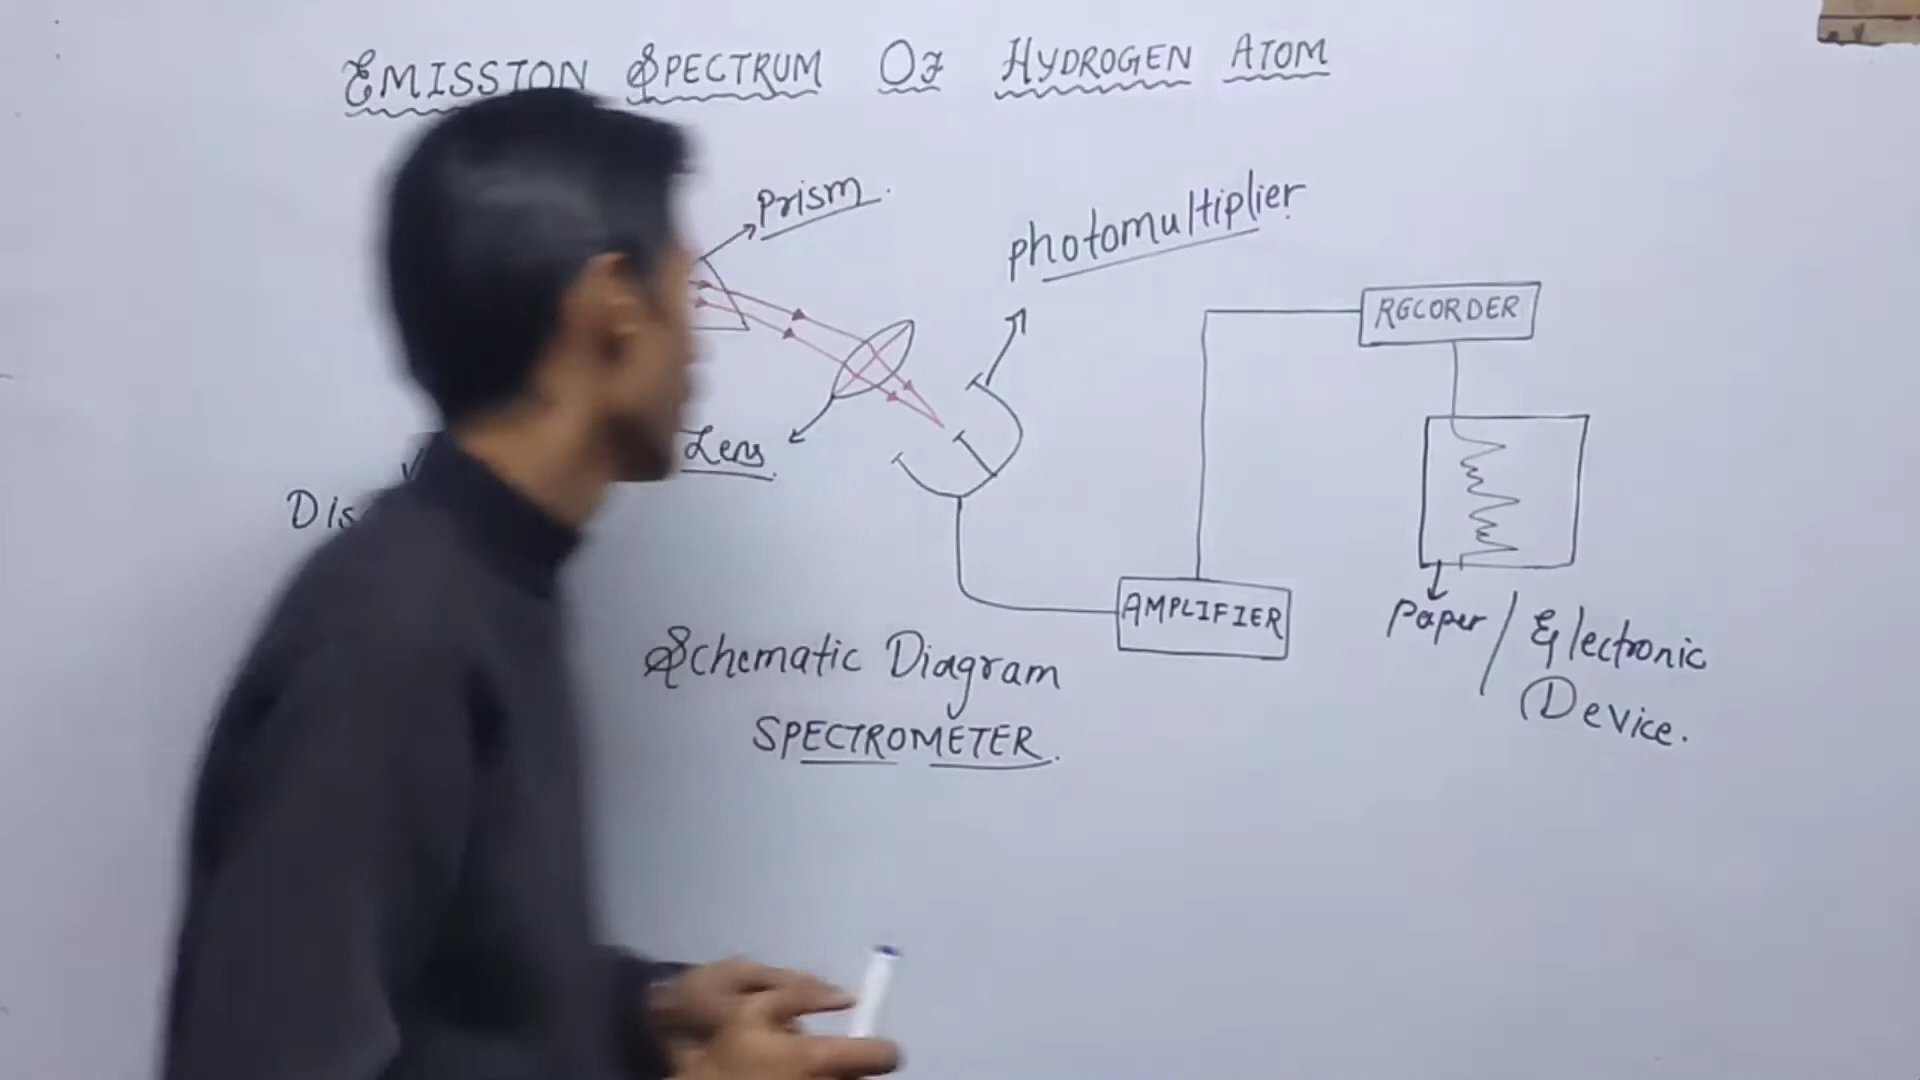 EMISSION SPECTRUM OF HYDROGEN ATOM
Prism.
photomultiplier
RECORDER
Lens.
AMPLIFIER
Paper / Electronic
Device.
Schematic Diagram
SPECTROMETER.